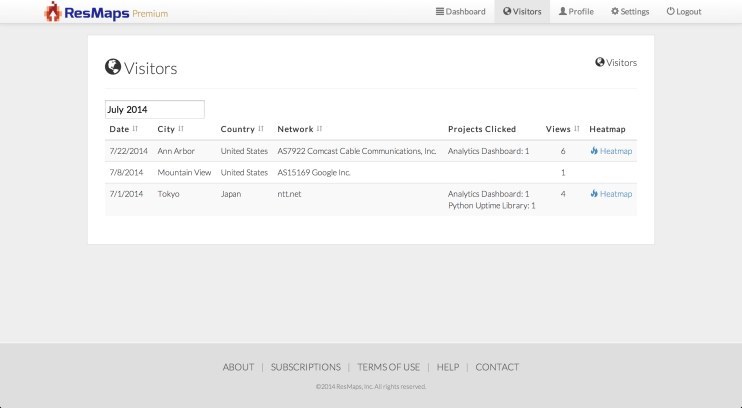 ResMaps Premium
Dashboard Visitors Profile Settings Logout
Visitors
Visitors
July 2014
Date City Country Network Projects Clicked Views Heatmap
7/22/2014 Ann Arbor United States AS7922 Comcast Cable Communications, Inc. Analytics Dashboard: 1 6 Heatmap
7/8/2014 Mountain View United States AS15169 Google Inc. 1
7/1/2014 Tokyo Japan ntt.net Analytics Dashboard: 1 4 Heatmap
Python Uptime Library: 1
ABOUT | SUBSCRIPTIONS | TERMS OF USE | HELP | CONTACT
©2014 ResMaps, Inc. All rights reserved.